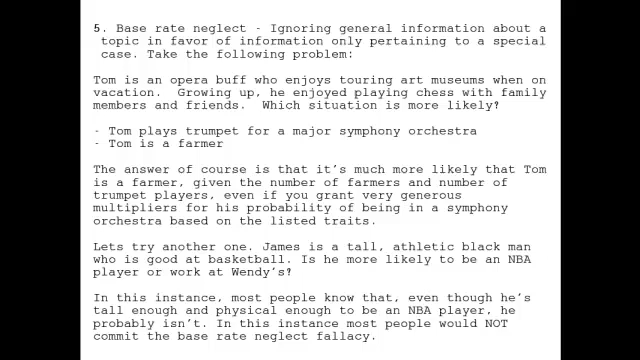 5. Base rate neglect - Ignoring general information about a
topic in favor of information only pertaining to a special
case. Take the following problem:
Tom is an opera buff who enjoys touring art museums when on
vacation. Growing up, he enjoyed playing chess with family
members and friends. Which situation is more likely?
- Tom plays trumpet for a major symphony orchestra
- Tom is a farmer
The answer of course is that it's much more likely that Tom
is a farmer, given the number of farmers and number of
trumpet players, even if you grant very generous
multipliers for his probability of being in a symphony
orchestra based on the listed traits.
Lets try another one. James is a tall, athletic black man
who is good at basketball. Is he more likely to be an NBA
player or work at Wendy's?
In this instance, most people know that, even though he's
tall enough and physical enough to be an NBA player, he
probably isn't. In this instance most people would NOT
commit the base rate neglect fallacy.